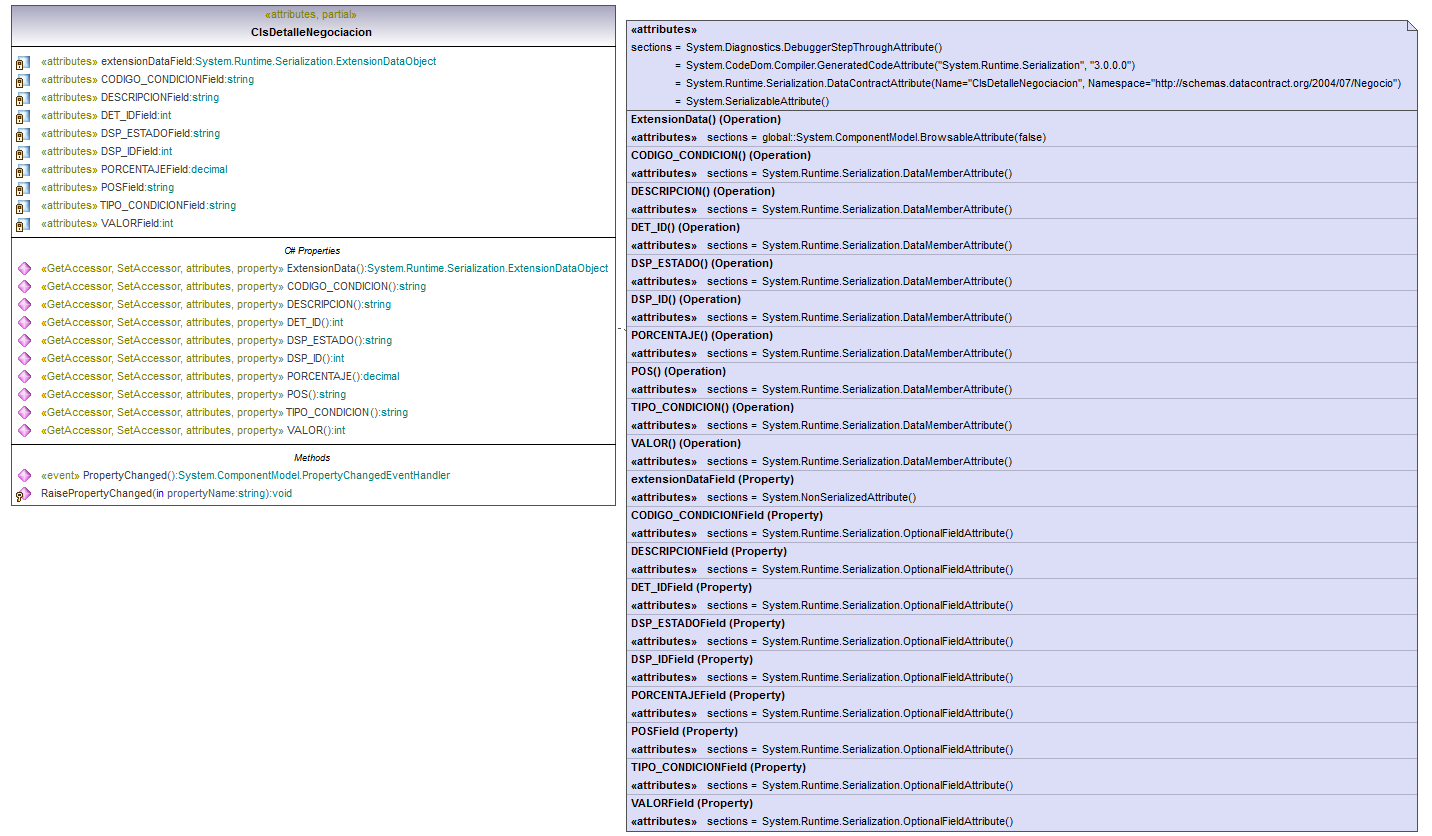 «attributes, partial»
ClsDetalleNegociacion
«attributes» extensionDataField:System.Runtime.Serialization.ExtensionDataObject
«attributes» CODIGO_CONDICIONField:string
«attributes» DESCRIPCIONField:string
«attributes» DET_IDField:int
«attributes» DSP_ESTADOField:string
«attributes» DSP_IDField:int
«attributes» PORCENTAJEField:decimal
«attributes» POSField:string
«attributes» TIPO_CONDICIONField:string
«attributes» VALORField:int
C# Properties
«GetAccessor, SetAccessor, attributes, property» ExtensionData():System.Runtime.Serialization.ExtensionDataObject
«GetAccessor, SetAccessor, attributes, property» CODIGO_CONDICION():string
«GetAccessor, SetAccessor, attributes, property» DESCRIPCION():string
«GetAccessor, SetAccessor, attributes, property» DET_ID():int
«GetAccessor, SetAccessor, attributes, property» DSP_ESTADO():string
«GetAccessor, SetAccessor, attributes, property» DSP_ID():int
«GetAccessor, SetAccessor, attributes, property» PORCENTAJE():decimal
«GetAccessor, SetAccessor, attributes, property» POS():string
«GetAccessor, SetAccessor, attributes, property» TIPO_CONDICION():string
«GetAccessor, SetAccessor, attributes, property» VALOR():int
Methods
«event» PropertyChanged():System.ComponentModel.PropertyChangedEventHandler
RaisePropertyChanged(in propertyName:string):void
«attributes»
sections = System.Diagnostics.DebuggerStepThroughAttribute()
= System.CodeDom.Compiler.GeneratedCodeAttribute("System.Runtime.Serialization", "3.0.0.0")
= System.Runtime.Serialization.DataContractAttribute(Name="ClsDetalleNegociacion", Namespace="http://schemas.datacontract.org/2004/07/Negocio")
= System.SerializableAttribute()
ExtensionData() (Operation)
«attributes» sections = global::System.ComponentModel.BrowsableAttribute(false)
CODIGO_CONDICION() (Operation)
«attributes» sections = System.Runtime.Serialization.DataMemberAttribute()
DESCRIPCION() (Operation)
«attributes» sections = System.Runtime.Serialization.DataMemberAttribute()
DET_ID() (Operation)
«attributes» sections = System.Runtime.Serialization.DataMemberAttribute()
DSP_ESTADO() (Operation)
«attributes» sections = System.Runtime.Serialization.DataMemberAttribute()
DSP_ID() (Operation)
«attributes» sections = System.Runtime.Serialization.DataMemberAttribute()
PORCENTAJE() (Operation)
«attributes» sections = System.Runtime.Serialization.DataMemberAttribute()
POS() (Operation)
«attributes» sections = System.Runtime.Serialization.DataMemberAttribute()
TIPO_CONDICION() (Operation)
«attributes» sections = System.Runtime.Serialization.DataMemberAttribute()
VALOR() (Operation)
«attributes» sections = System.Runtime.Serialization.DataMemberAttribute()
extensionDataField (Property)
«attributes» sections = System.NonSerializedAttribute()
CODIGO_CONDICIONField (Property)
«attributes» sections = System.Runtime.Serialization.OptionalFieldAttribute()
DESCRIPCIONField (Property)
«attributes» sections = System.Runtime.Serialization.OptionalFieldAttribute()
DET_IDField (Property)
«attributes» sections = System.Runtime.Serialization.OptionalFieldAttribute()
DSP_ESTADOField (Property)
«attributes» sections = System.Runtime.Serialization.OptionalFieldAttribute()
DSP_IDField (Property)
«attributes» sections = System.Runtime.Serialization.OptionalFieldAttribute()
PORCENTAJEField (Property)
«attributes» sections = System.Runtime.Serialization.OptionalFieldAttribute()
POSField (Property)
«attributes» sections = System.Runtime.Serialization.OptionalFieldAttribute()
TIPO_CONDICIONField (Property)
«attributes» sections = System.Runtime.Serialization.OptionalFieldAttribute()
VALORField (Property)
«attributes» sections = System.Runtime.Serialization.OptionalFieldAttribute()